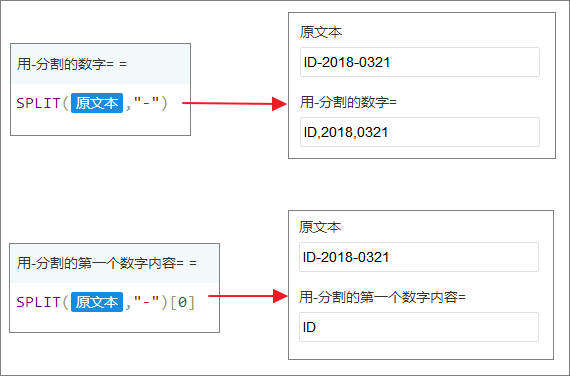 用-分割的数字= =
SPLIT(原文本,"-")
原文本
ID-2018-0321
用-分割的数字=
ID,2018,0321
用-分割的第一个数字内容= =
SPLIT(原文本,"-")[0]
原文本
ID-2018-0321
用-分割的第一个数字内容=
ID